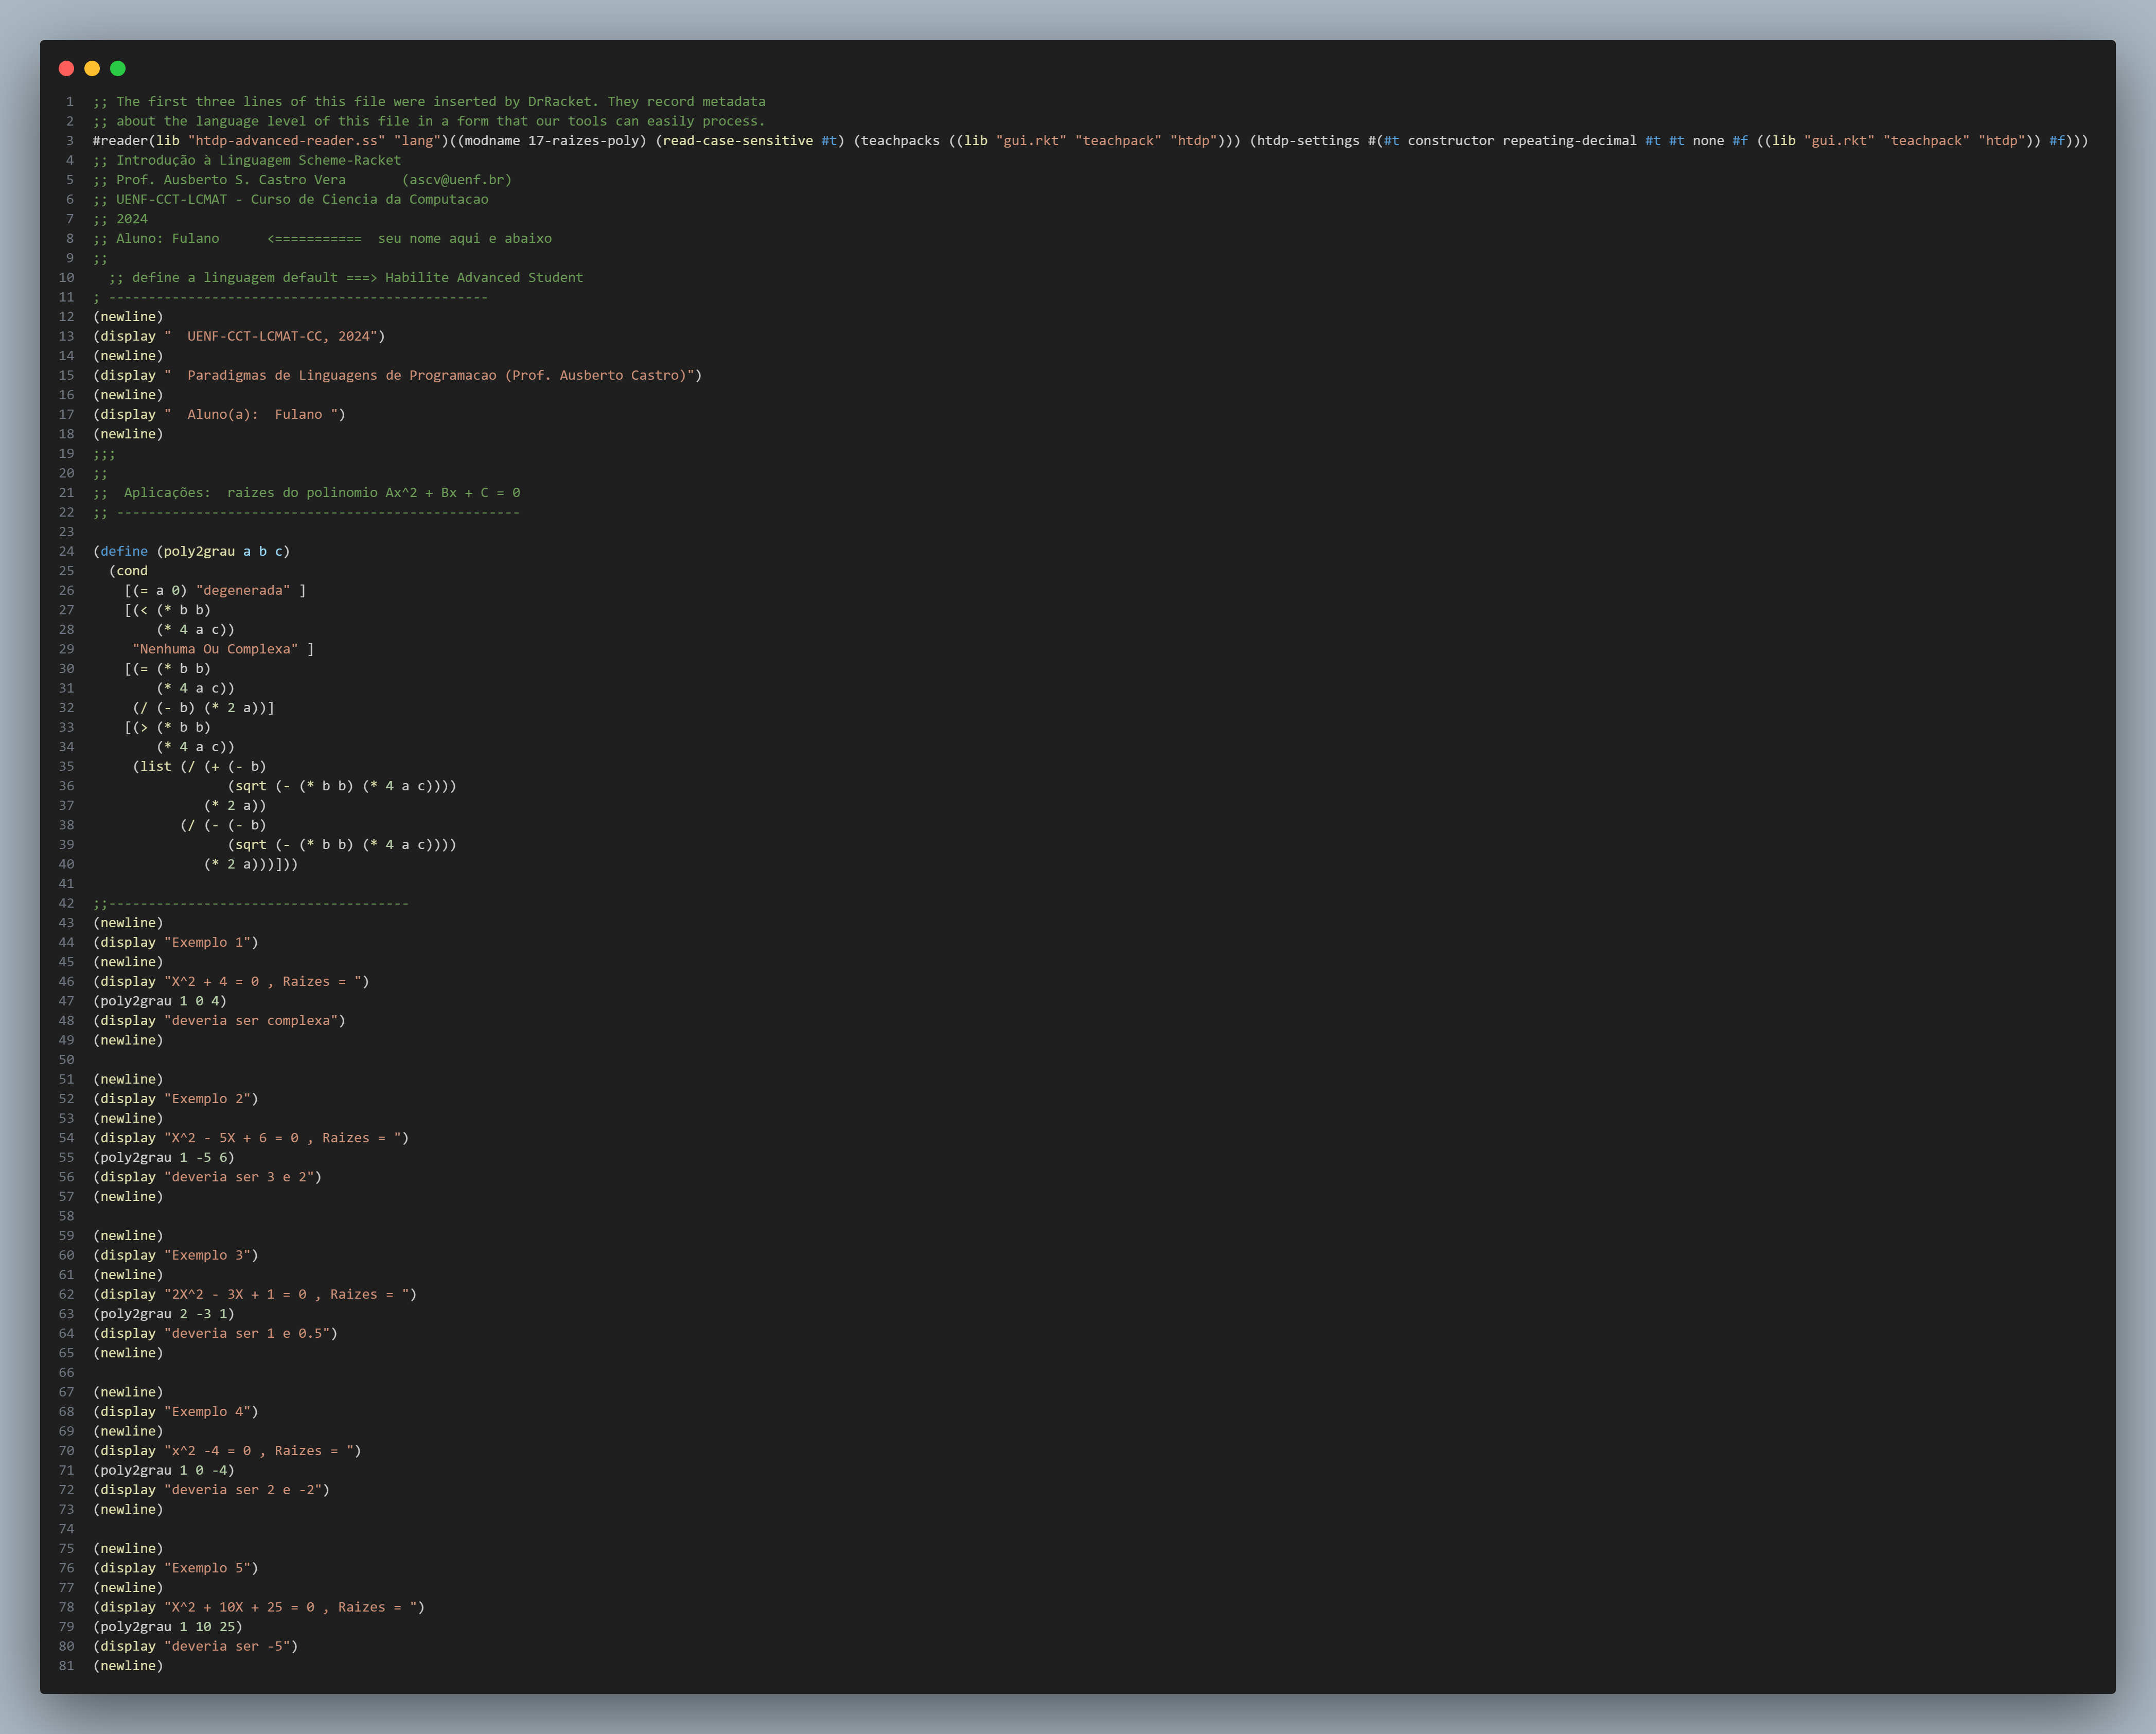 1 ;; The first three lines of this file were inserted by DrRacket. They record metadata
2 ;; about the language level of this file in a form that our tools can easily process.
3 #reader(lib "htdp-advanced-reader.ss" "lang")((modname 17-raizes-poly) (read-case-sensitive #t) (teachpacks ((lib "gui.rkt" "teachpack" "htdp"))) (htdp-settings #(#t constructor repeating-decimal #t #t none #f ((lib "gui.rkt" "teachpack" "htdp")) #f)))
4 ;; Introdução à Linguagem Scheme-Racket
5 ;; Prof. Ausberto S. Castro Vera       (ascv@uenf.br)
6 ;; UENF-CCT-LCMAT - Curso de Ciencia da Computacao
7 ;; 2024
8 ;; Aluno: Fulano      <===========  seu nome aqui e abaixo
9 ;;
10   ;; define a linguagem default ===> Habilite Advanced Student
11 ; ------------------------------------------------
12 (newline)
13 (display "  UENF-CCT-LCMAT-CC, 2024")
14 (newline)
15 (display "  Paradigmas de Linguagens de Programacao (Prof. Ausberto Castro)")
16 (newline)
17 (display "  Aluno(a):  Fulano ")
18 (newline)
19 ;;;
20 ;;
21 ;;  Aplicações:  raizes do polinomio Ax^2 + Bx + C = 0
22 ;; ---------------------------------------------------
23
24 (define (poly2grau a b c)
25   (cond
26     [(= a 0) "degenerada" ]
27     [(< (* b b)
28         (* 4 a c))
29      "Nenhuma Ou Complexa" ]
30     [(= (* b b)
31         (* 4 a c))
32      (/ (- b) (* 2 a))]
33     [(> (* b b)
34         (* 4 a c))
35      (list (/ (+ (- b)
36                  (sqrt (- (* b b) (* 4 a c))))
37               (* 2 a))
38            (/ (- (- b)
39                  (sqrt (- (* b b) (* 4 a c))))
40               (* 2 a)))]))
41
42 ;;--------------------------------------
43 (newline)
44 (display "Exemplo 1")
45 (newline)
46 (display "X^2 + 4 = 0 , Raizes = ")
47 (poly2grau 1 0 4)
48 (display "deveria ser complexa")
49 (newline)
50
51 (newline)
52 (display "Exemplo 2")
53 (newline)
54 (display "X^2 - 5X + 6 = 0 , Raizes = ")
55 (poly2grau 1 -5 6)
56 (display "deveria ser 3 e 2")
57 (newline)
58
59 (newline)
60 (display "Exemplo 3")
61 (newline)
62 (display "2X^2 - 3X + 1 = 0 , Raizes = ")
63 (poly2grau 2 -3 1)
64 (display "deveria ser 1 e 0.5")
65 (newline)
66
67 (newline)
68 (display "Exemplo 4")
69 (newline)
70 (display "x^2 -4 = 0 , Raizes = ")
71 (poly2grau 1 0 -4)
72 (display "deveria ser 2 e -2")
73 (newline)
74
75 (newline)
76 (display "Exemplo 5")
77 (newline)
78 (display "X^2 + 10X + 25 = 0 , Raizes = ")
79 (poly2grau 1 10 25)
80 (display "deveria ser -5")
81 (newline)